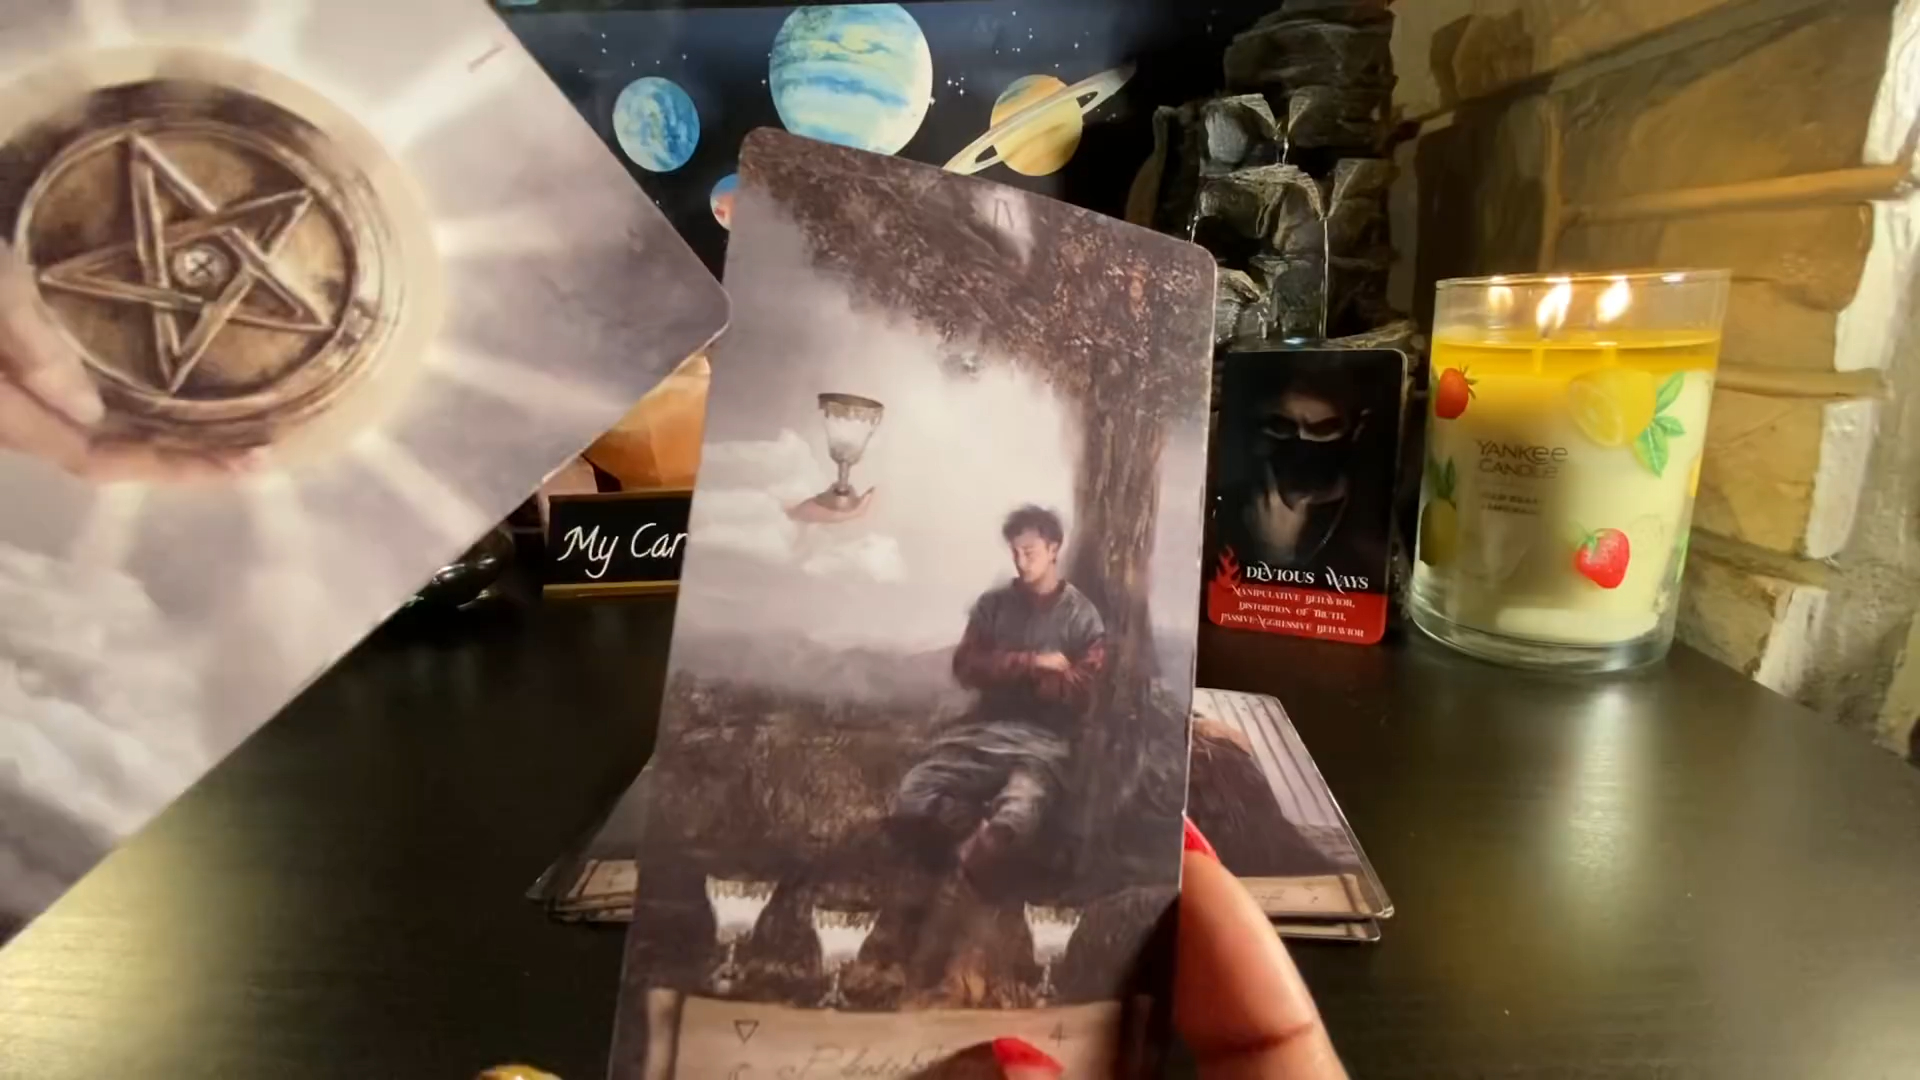 My Car
DEVIOUS WAYS
MANIPULATIVE BEHAVIOR,
DISTORTION OF TRUTH,
PASSIVE-AGGRESSIVE BEHAVIOR
YANKEE
CANDLE
4